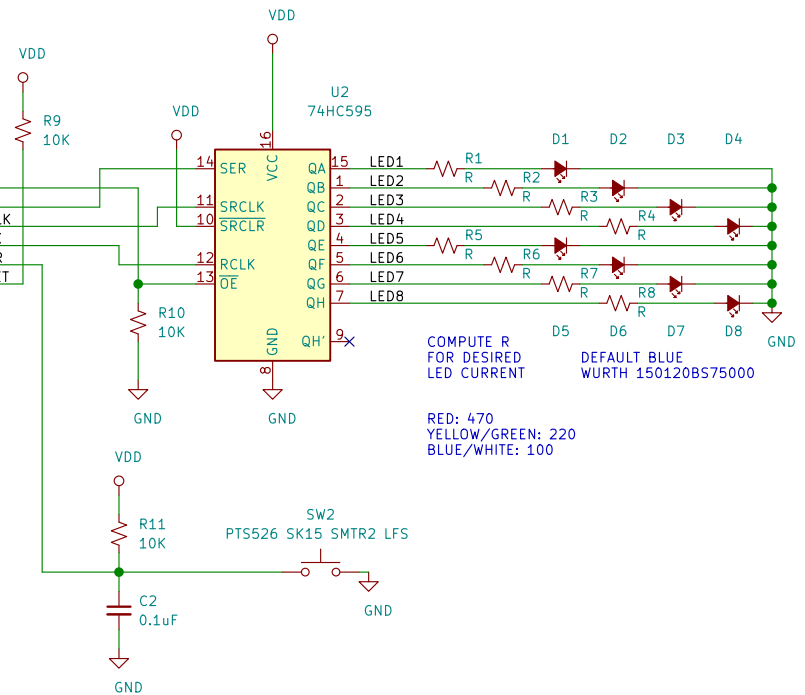 VDD
VDD
U2
74HC595
VDD
R9
10K
D1 D2 D3 D4
16
14 SER VCC QA 15 LED1 R1 R
QB 1 LED2 R2 R
11 SRCLK QC 2 LED3 R3 R
LK
10 SRCLR QD 3 LED4 R4 R
QE 4 LED5 R5 R
12 RCLK QF 5 LED6 R6 R
R
13 OE QG 6 LED7 R7 R
ET
QH 7 LED8 R8 R
R10
10K
GND QH' 9
8
D5 D6 D7 D8
GND
COMPUTE R
FOR DESIRED
LED CURRENT
DEFAULT BLUE
WURTH 150120BS75000
GND
GND
RED: 470
YELLOW/GREEN: 220
BLUE/WHITE: 100
VDD
R11
10K
SW2
PTS526 SK15 SMTR2 LFS
C2
0.1uF
GND
GND